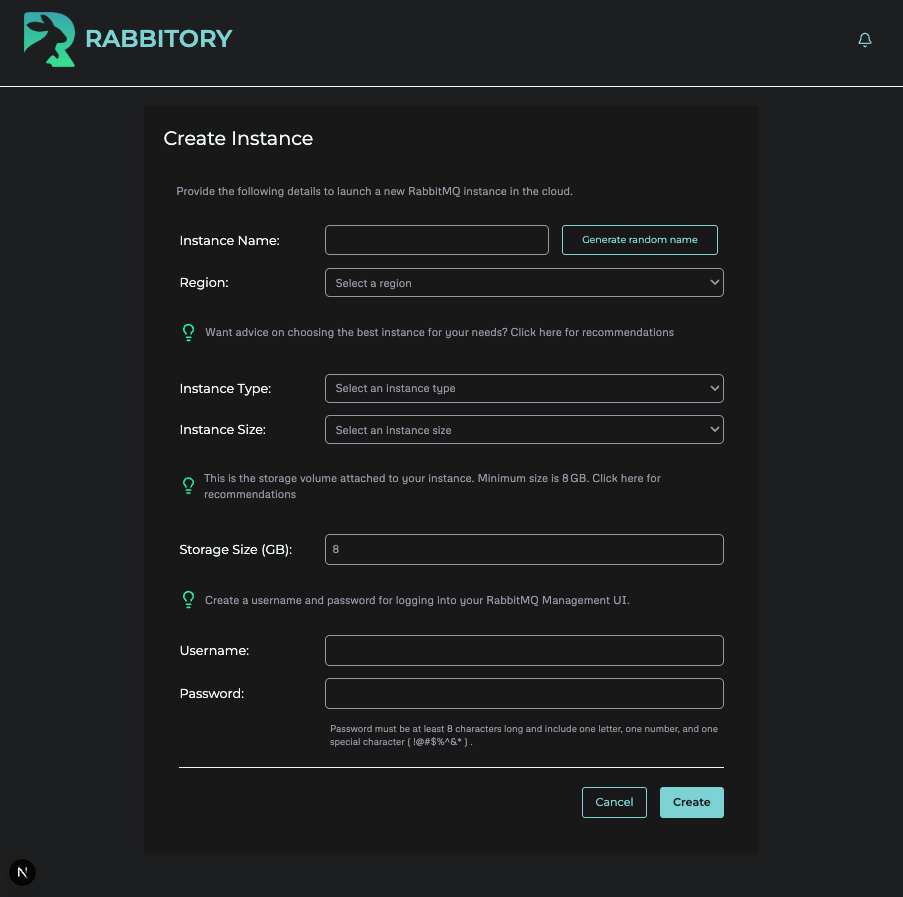 RABBITORY
Create Instance
Provide the following details to launch a new RabbitMQ instance in the cloud.
Instance Name:
Generate random name
Region:
Select a region
Want advice on choosing the best instance for your needs? Click here for recommendations
Instance Type:
Select an instance type
Instance Size:
Select an instance size
This is the storage volume attached to your instance. Minimum size is 8 GB. Click here for
recommendations
Storage Size (GB):
8
Create a username and password for logging into your RabbitMQ Management UI.
Username:
Password:
Password must be at least 8 characters long and include one letter, one number, and one
special character ( !@#$%^&* ) .
Cancel
Create
N